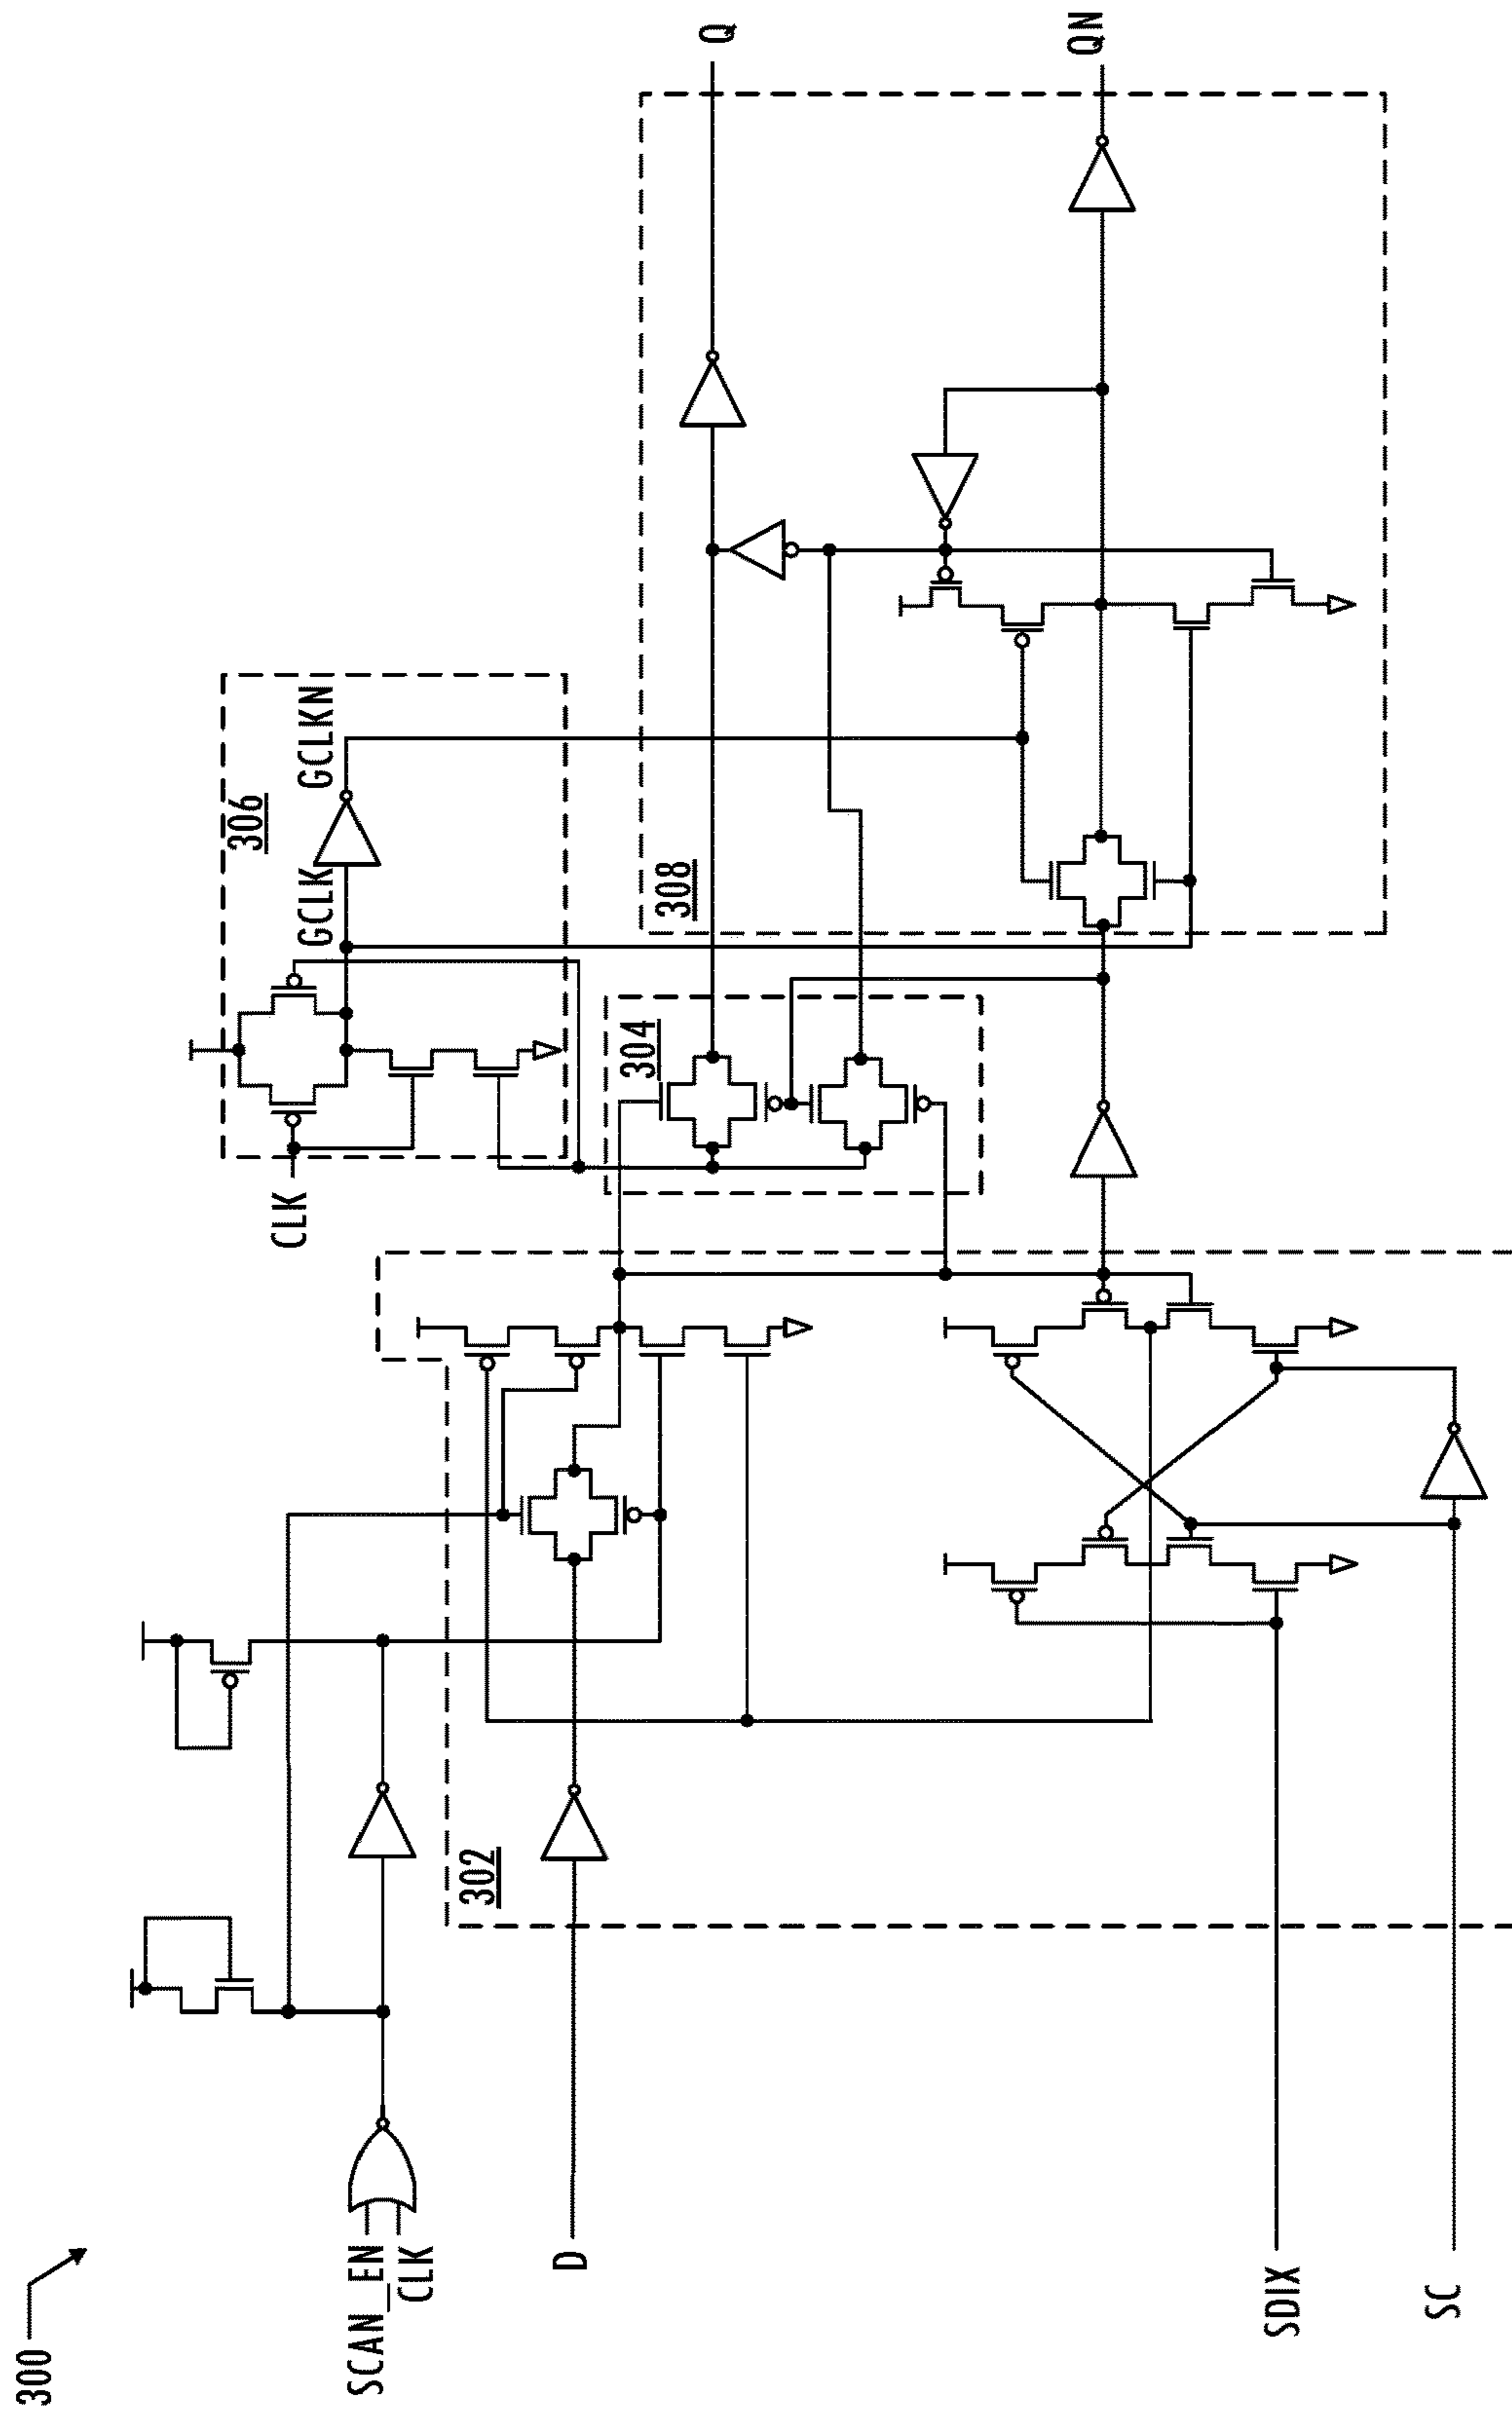 300
SCAN_EN
CLK
D
SDIX
SC
302
CLK
304
306
GCLK
GCLKN
308
Q
QN